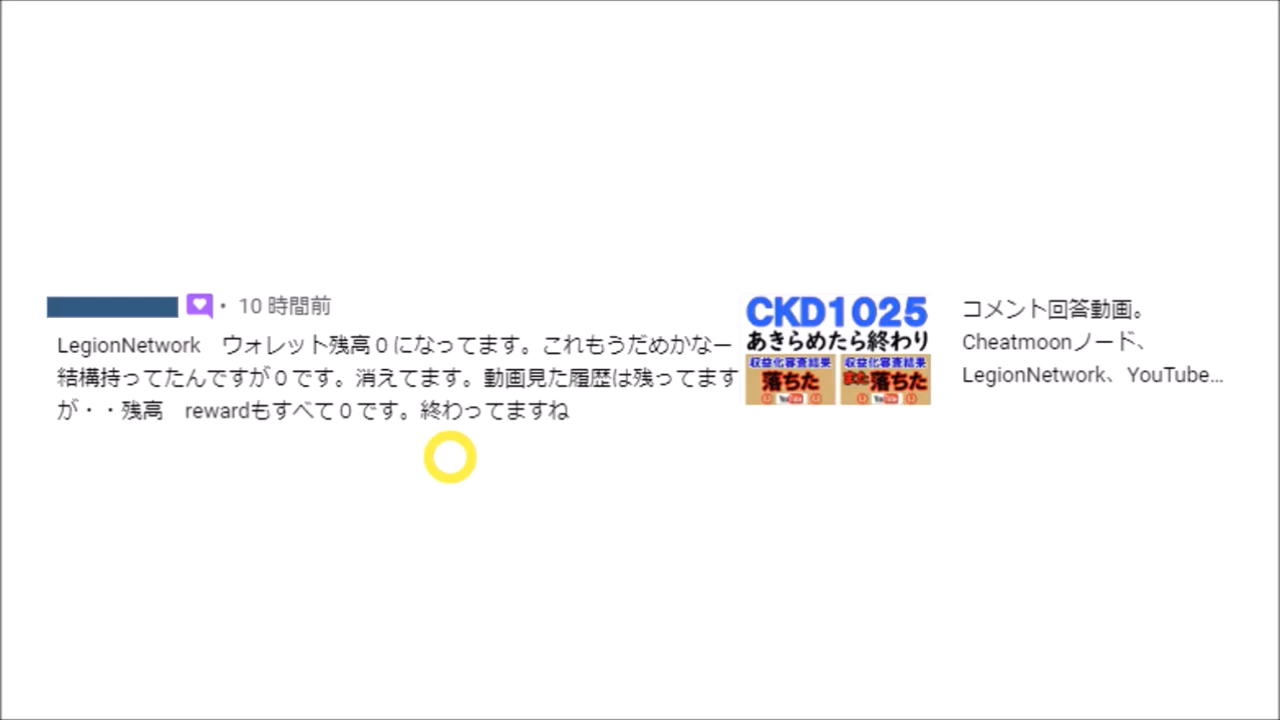 ・ 10 時間前
LegionNetwork　ウォレット残高０になってます。これもうだめかなー
結構持ってたんですが０です。消えてます。動画見た履歴は残ってます
が・・残高　rewardもすべて０です。終わってますね
CKD1025
あきらめたら終わり
収益化審査結果
落ちた
YouTube
収益化審査結果
また落ちた
YouTube
コメント回答動画。
Cheatmoonノード、
LegionNetwork、YouTube...